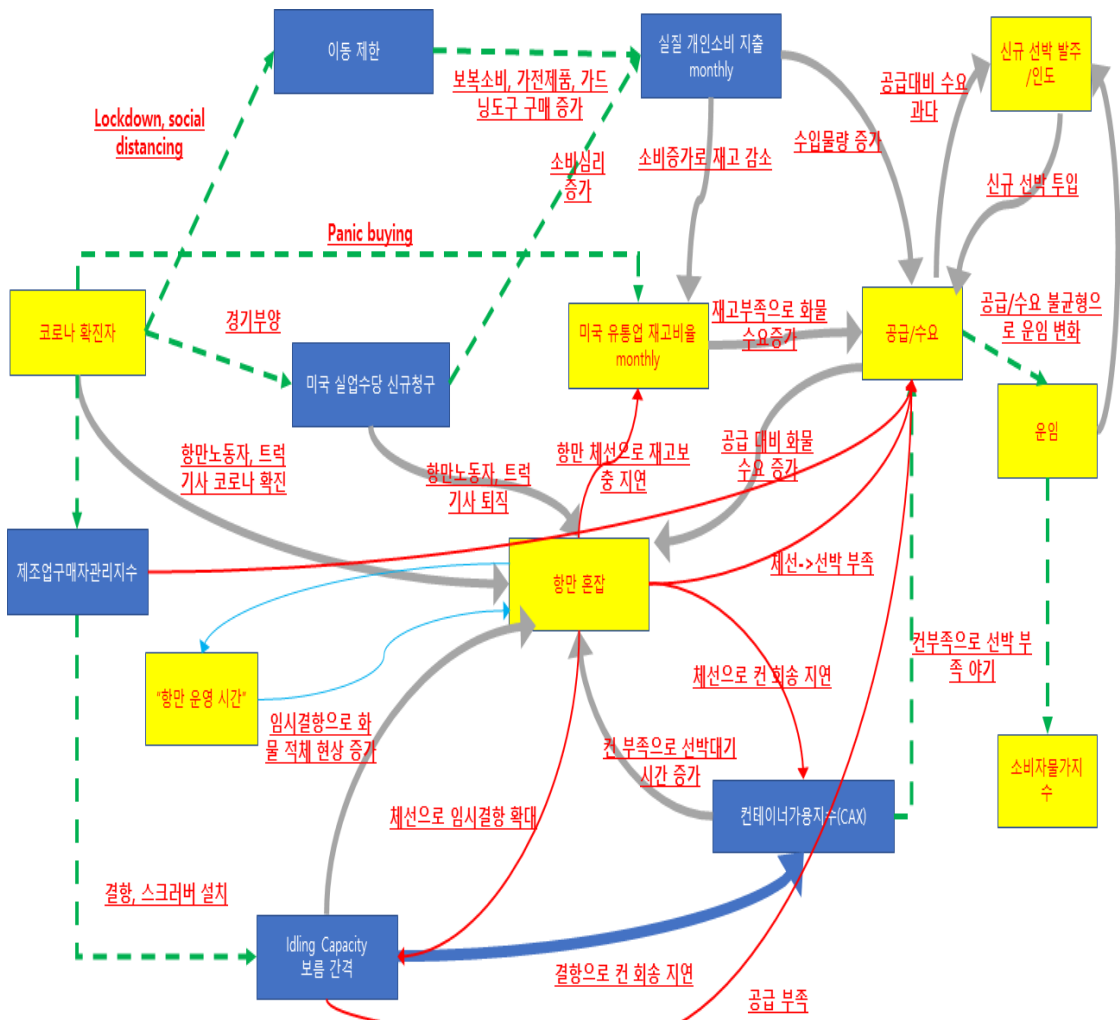 이동 제한
실질 개인소비 지출
monthly
신규 선박 발주
/인도
보복소비, 가전제품, 가드
닝도구 구매 증가
공급대비 수요
과다
Lockdown, social
distancing
소비심리
증가
소비증가로 재고 감소
수입물량 증가
신규 선박 투입
Panic buying
코로나 확진자
경기부양
미국 실업수당 신규청구
미국 유통업 재고비율
monthly
재고부족으로 화물
수요증가
공급/수요
공급/수요 불균형으
로 운임 변화
운임
항만노동자, 트럭
기사 코로나 확진
항만노동자, 트럭
기사 퇴직
항만 체선으로 재고보
충 지연
공급 대비 화물
수요 증가
제조업구매자관리지수
항만 혼잡
체선->선박 부족
"항만 운영 시간"
임시결항으로 화
물 적체 현상 증가
체선으로 컨 회송 지연
컨부족으로 선박 부
족 야기
컨 부족으로 선박대기
시간 증가
소비자물가지
수
체선으로 임시결항 확대
컨테이너가용지수(CAX)
결항, 스크러버 설치
Idling Capacity
보름 간격
결항으로 컨 회송 지연
공급 부족